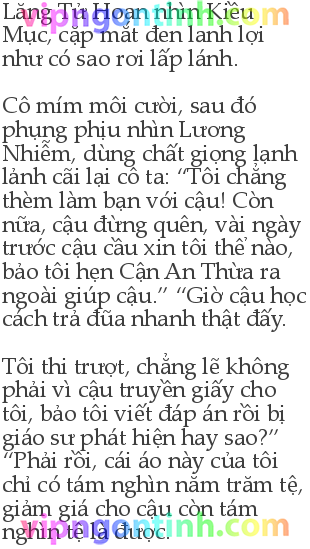 Lăng Tử Hoan nhìn Kiều
Mục, cặp mắt đen lanh lợi
như có sao rơi lấp lánh.
Cô mím môi cười, sau đó
phụng phịu nhìn Lương
Nhiễm, dùng chất giọng lanh
lảnh cãi lại cô ta: “Tôi chẳng
thèm làm bạn với cậu! Còn
nữa, cậu đừng quên, vài ngày
trước cậu cầu xin tôi thế nào,
bảo tôi hẹn Cận An Thừa ra
ngoài giúp cậu.” “Giờ cậu học
cách trả đũa nhanh thật đấy.
Tôi thi trượt, chẳng lẽ không
phải vì cậu truyền giấy cho
tôi, bảo tôi viết đáp án rồi bị
giáo sư phát hiện hay sao?”
“Phải rồi, cái áo này của tôi
chỉ có tám nghìn năm trăm tệ,
giảm giá cho cậu còn tám
nghìn tệ là được.
vipngontinh.com
vipngontinh.com